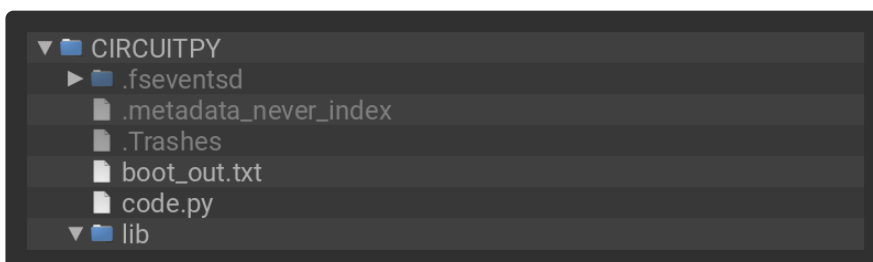 CIRCUITPY
.fseventsd
.metadata_never_index
.Trashes
boot_out.txt
code.py
lib